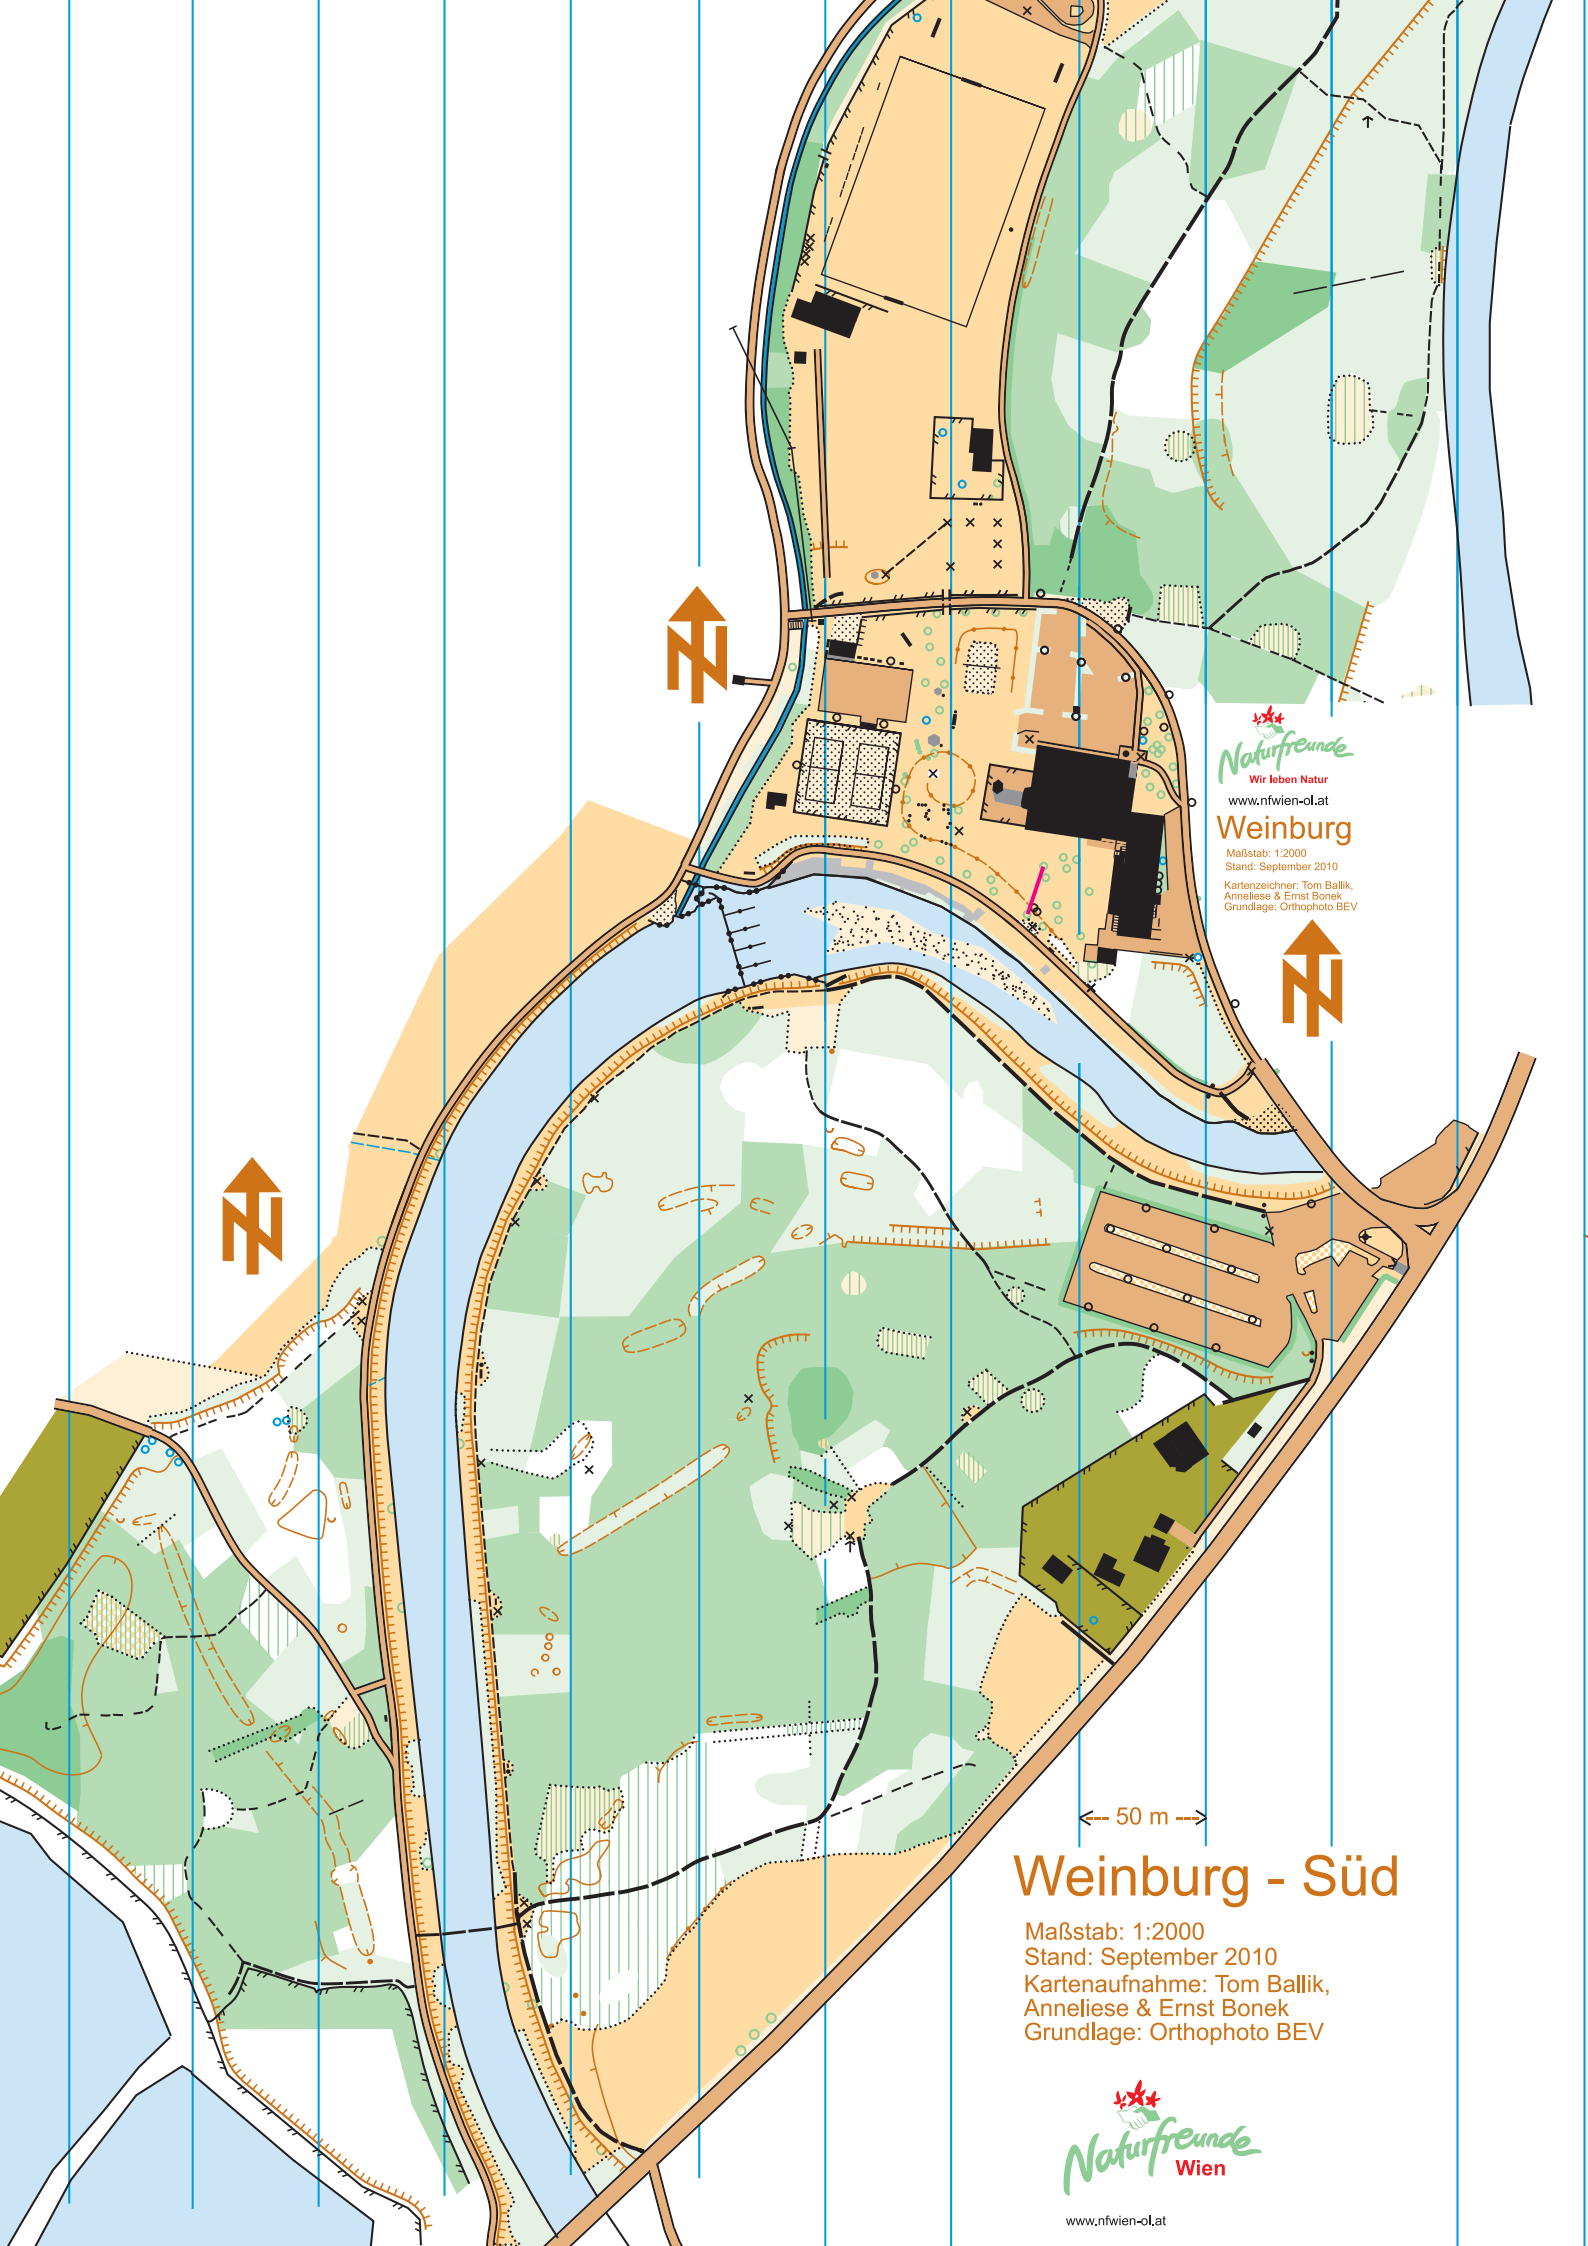 Naturfreunde
Wir leben Natur
www.nfwien-ol.at
Weinburg
Maßstab: 1:2000
Stand: September 2010
Kartenzeichner: Tom Ballik,
Anneliese & Ernst Bonek
Grundlage: Orthophoto BEV
50 m
Weinburg - Süd
Maßstab: 1:2000
Stand: September 2010
Kartenaufnahme: Tom Ballik,
Anneliese & Ernst Bonek
Grundlage: Orthophoto BEV
Naturfreunde
Wien
www.nfwien-ol.at